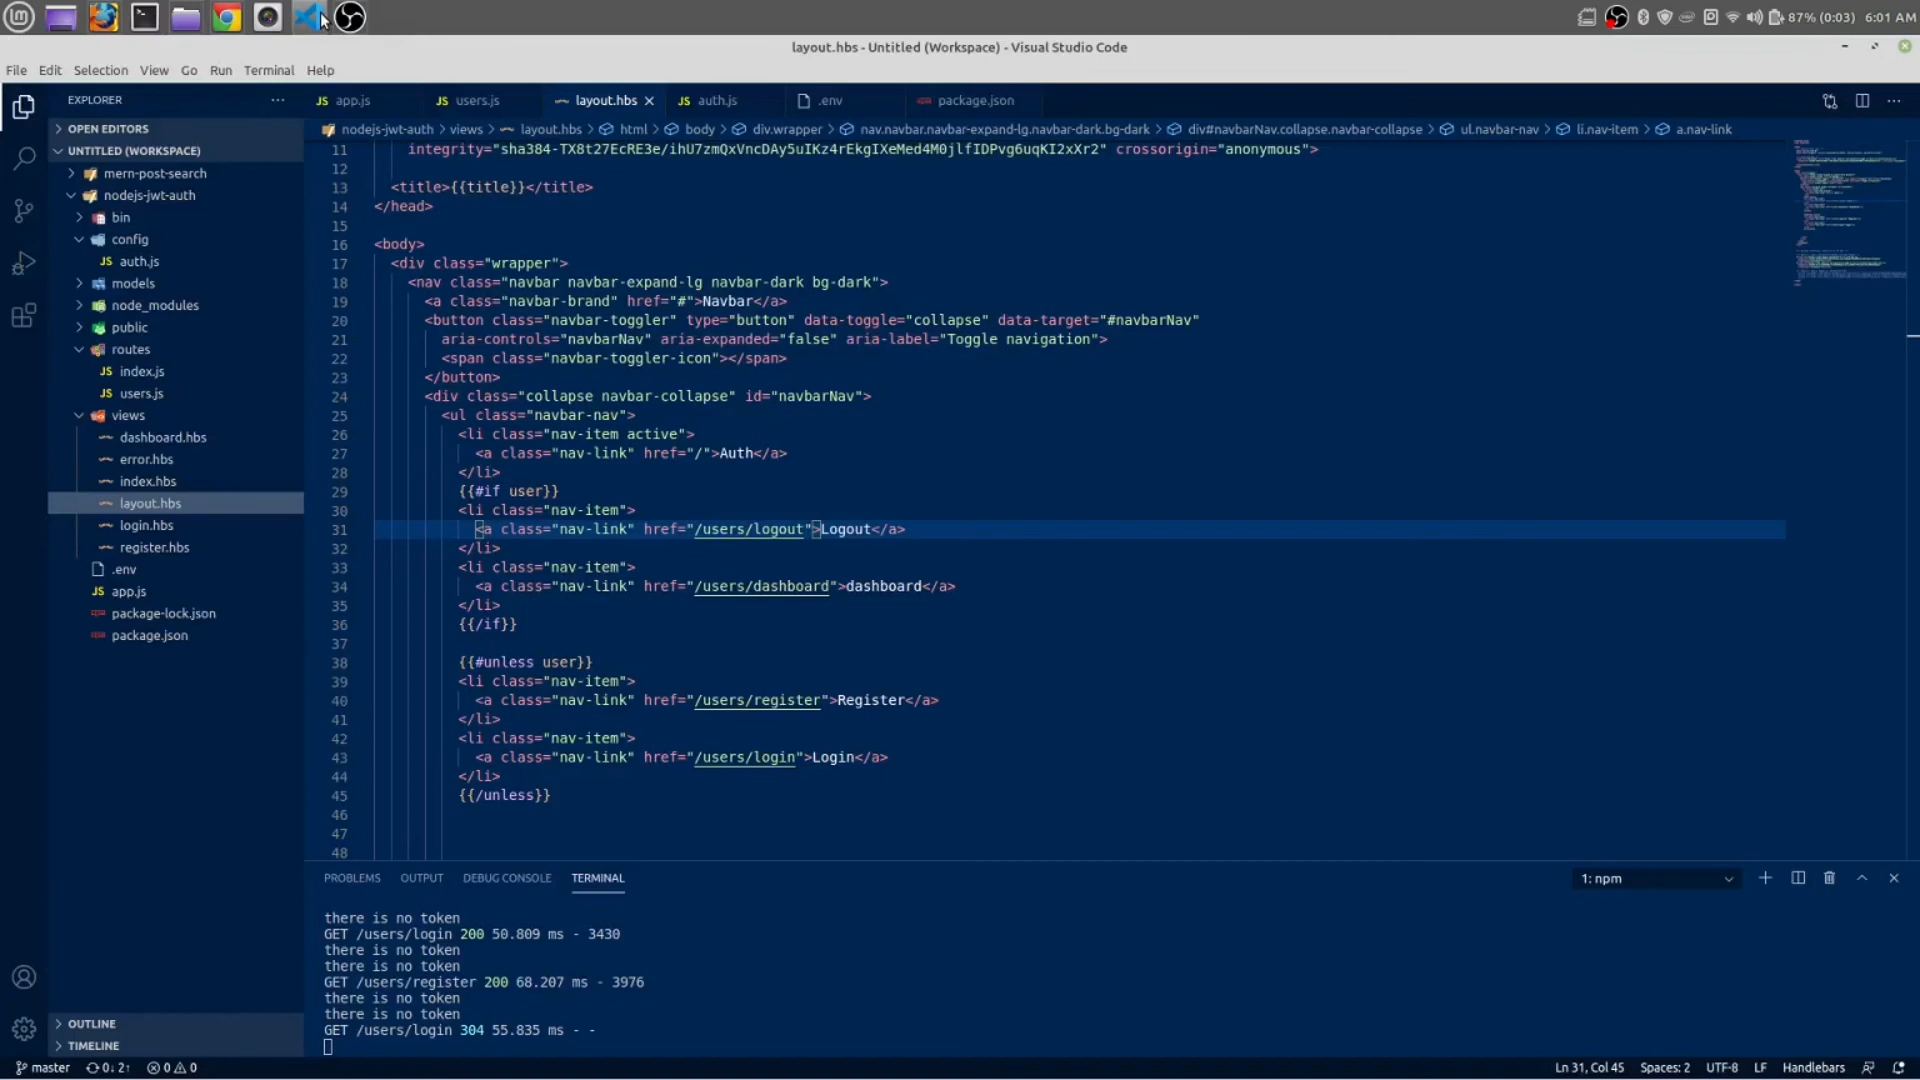 87% (0:03) 6:01 AM
layout.hbs - Untitled (Workspace) - Visual Studio Code
File Edit Selection View Go Run Terminal Help
EXPLORER
OPEN EDITORS
UNTITLED (WORKSPACE)
mern-post-search
nodejs-jwt-auth
bin
config
JS auth.js
models
node_modules
public
routes
JS index.js
JS users.js
views
dashboard.hbs
error.hbs
index.hbs
layout.hbs
login.hbs
register.hbs
.env
JS app.js
package-lock.json
package.json
OUTLINE
TIMELINE
JS app.js JS users.js layout.hbs JS auth.js .env package.json
nodejs-jwt-auth > views > layout.hbs > html > body > div.wrapper > nav.navbar.navbar-expand-lg.navbar-dark.bg-dark > div#navbarNav.collapse.navbar-collapse > ul.navbar-nav > li.nav-item > a.nav-link
11 integrity="sha384-TX8t27EcRE3e/ihU7zmQxVncDAy5uIKz4rEkgIXeMed4M0jlfIDPvg6uqKI2xXr2" crossorigin="anonymous">
12
13 <title>{{title}}</title>
14 </head>
15
16 <body>
17 <div class="wrapper">
18 <nav class="navbar navbar-expand-lg navbar-dark bg-dark">
19 <a class="navbar-brand" href="#">Navbar</a>
20 <button class="navbar-toggler" type="button" data-toggle="collapse" data-target="#navbarNav"
21 aria-controls="navbarNav" aria-expanded="false" aria-label="Toggle navigation">
22 <span class="navbar-toggler-icon"></span>
23 </button>
24 <div class="collapse navbar-collapse" id="navbarNav">
25 <ul class="navbar-nav">
26 <li class="nav-item active">
27 <a class="nav-link" href="/">Auth</a>
28 </li>
29 {{#if user}}
30 <li class="nav-item">
31 <a class="nav-link" href="/users/logout">Logout</a>
32 </li>
33 <li class="nav-item">
34 <a class="nav-link" href="/users/dashboard">dashboard</a>
35 </li>
36 {{/if}}
37
38 {{#unless user}}
39 <li class="nav-item">
40 <a class="nav-link" href="/users/register">Register</a>
41 </li>
42 <li class="nav-item">
43 <a class="nav-link" href="/users/login">Login</a>
44 </li>
45 {{/unless}}
46
47
48
PROBLEMS OUTPUT DEBUG CONSOLE TERMINAL
1: npm
there is no token
GET /users/login 200 50.809 ms - 3430
there is no token
there is no token
GET /users/register 200 68.207 ms - 3976
there is no token
there is no token
GET /users/login 304 55.835 ms - -
master 0↓ 2↑ 0 0
Ln 31, Col 45 Spaces: 2 UTF-8 LF Handlebars